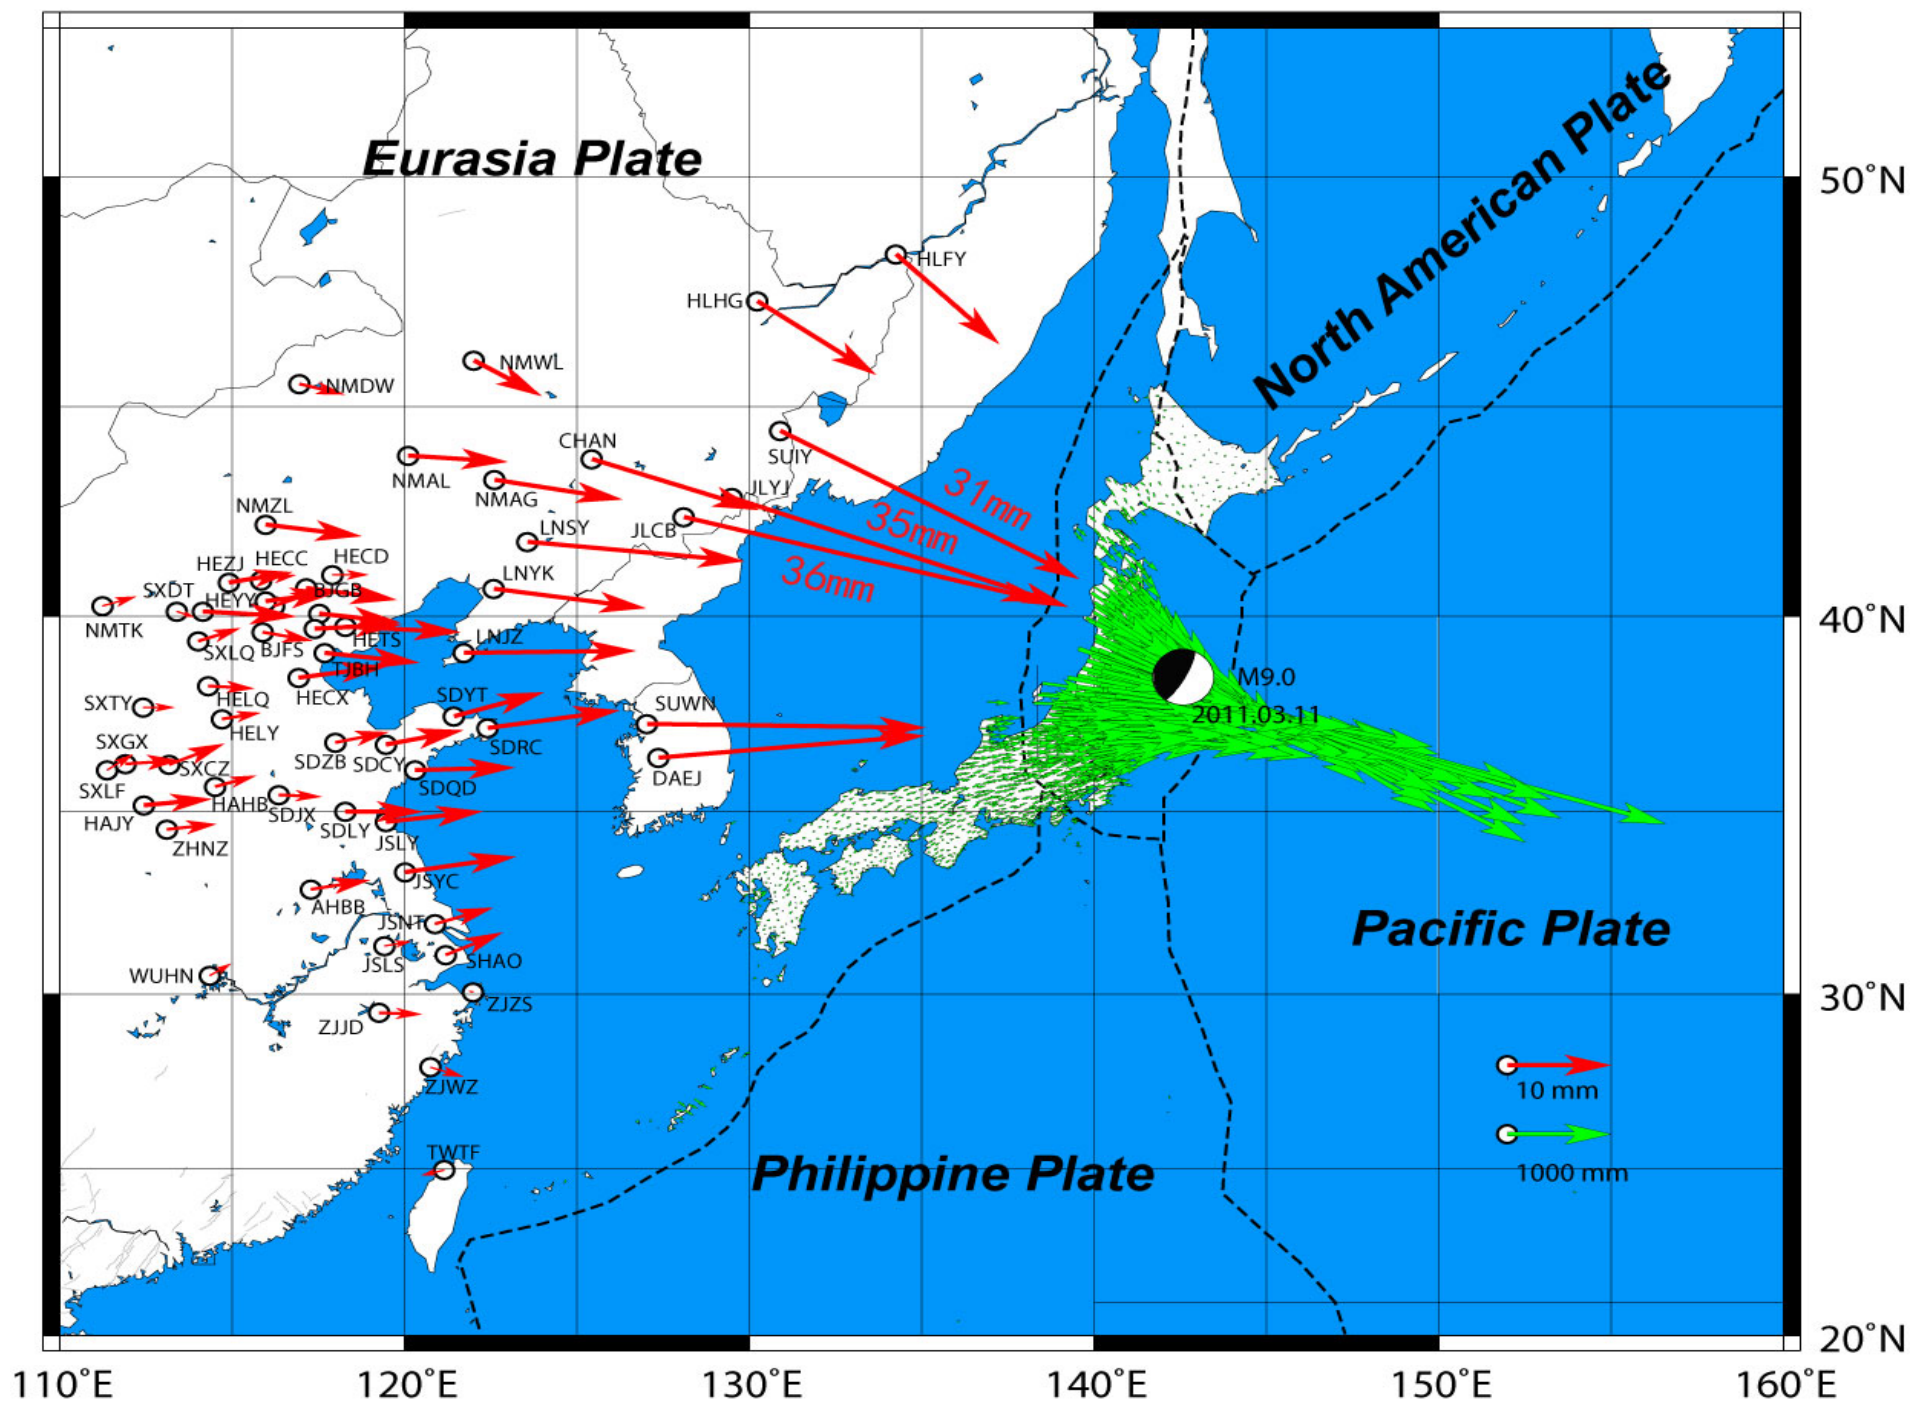 Eurasia Plate
North American Plate
50°N
HLFY
HLHG
NMWL
NMDW
CHAN
SUIY
NMAL
NMAG
JLYJ
31mm
NMZL
LNSY
JLCB
35mm
HEZJ
HECC
HECD
LNYK
36mm
SXDT
HEYY
BJGB
40°N
NMTK
SXLQ
BJFS
HETS
LNJZ
TJBH
M9.0
SXTY
HELQ
HECX
SDYT
SUWN
2011.03.11
HELY
SXGX
SXCZ
SDZB
SDCY
SDRC
DAEJ
SXLF
HAHB
SDJX
SDQD
HAJY
SDLY
ZHNZ
JSLY
JSYC
AHBB
JSNT
Pacific Plate
WUHN
JSLS
SHAO
ZJZS
30°N
ZJJD
ZJWZ
10 mm
TWTF
Philippine Plate
1000 mm
20°N
110°E
120°E
130°E
140°E
150°E
160°E